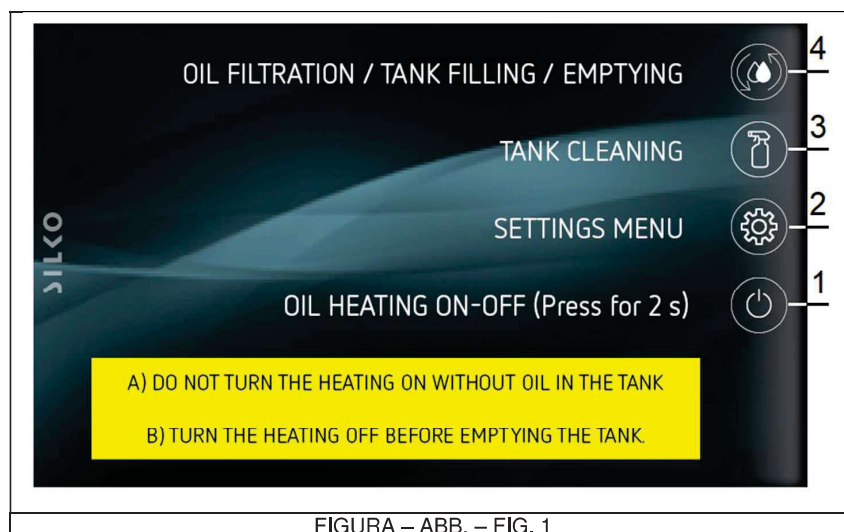 OIL FILTRATION / TANK FILLING / EMPTYING
4
TANK CLEANING
3
SETTINGS MENU
2
OIL HEATING ON-OFF (Press for 2 s)
1
SILKO
A) DO NOT TURN THE HEATING ON WITHOUT OIL IN THE TANK
B) TURN THE HEATING OFF BEFORE EMPTYING THE TANK.
FIGURA – ABB. – FIG. 1